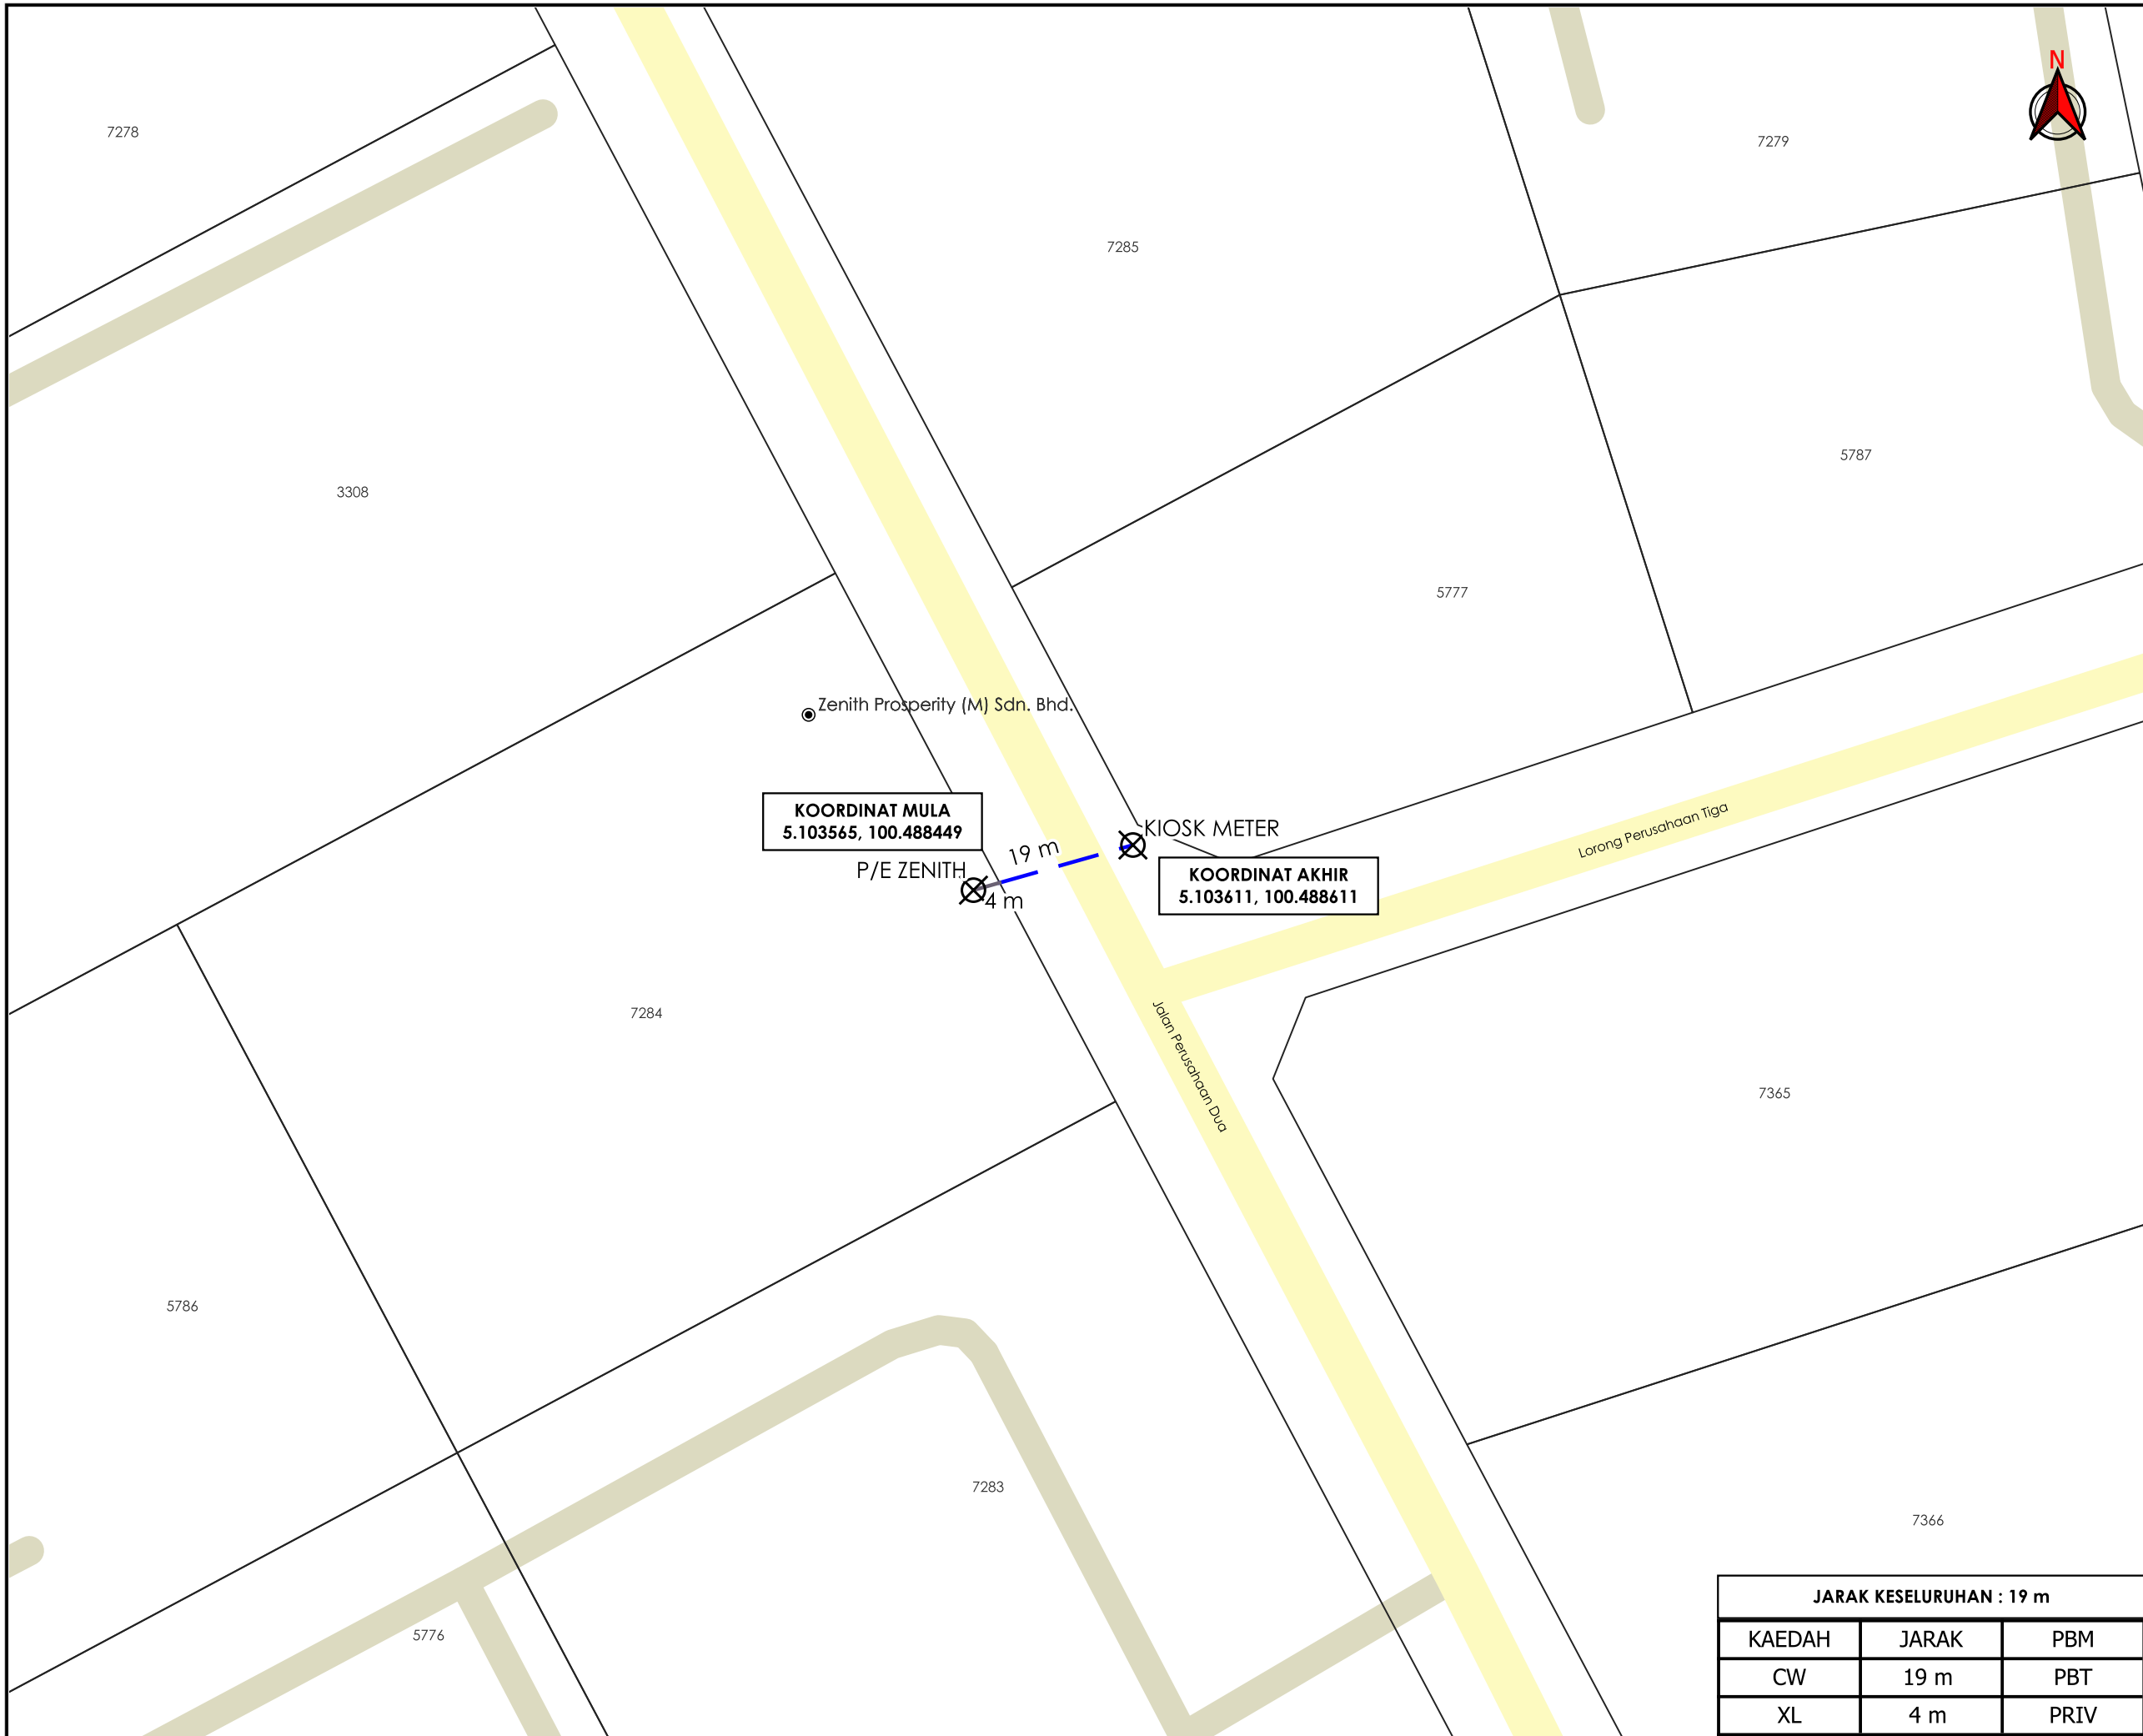 N
7278
7279
7285
5787
3308
5777
Zenith Prosperity (M) Sdn. Bhd.
KOORDINAT MULA
5.103565, 100.488449
KIOSK METER
Lorong Perusahaan Tiga
19 m
P/E ZENITH
4 m
KOORDINAT AKHIR
5.103611, 100.488611
7284
Jalan Perusahaan Dua
7365
5786
7283
7366
5776
JARAK KESELURUHAN : 19 m
KAEDAH JARAK PBM
CW 19 m PBT
XL 4 m PRIV